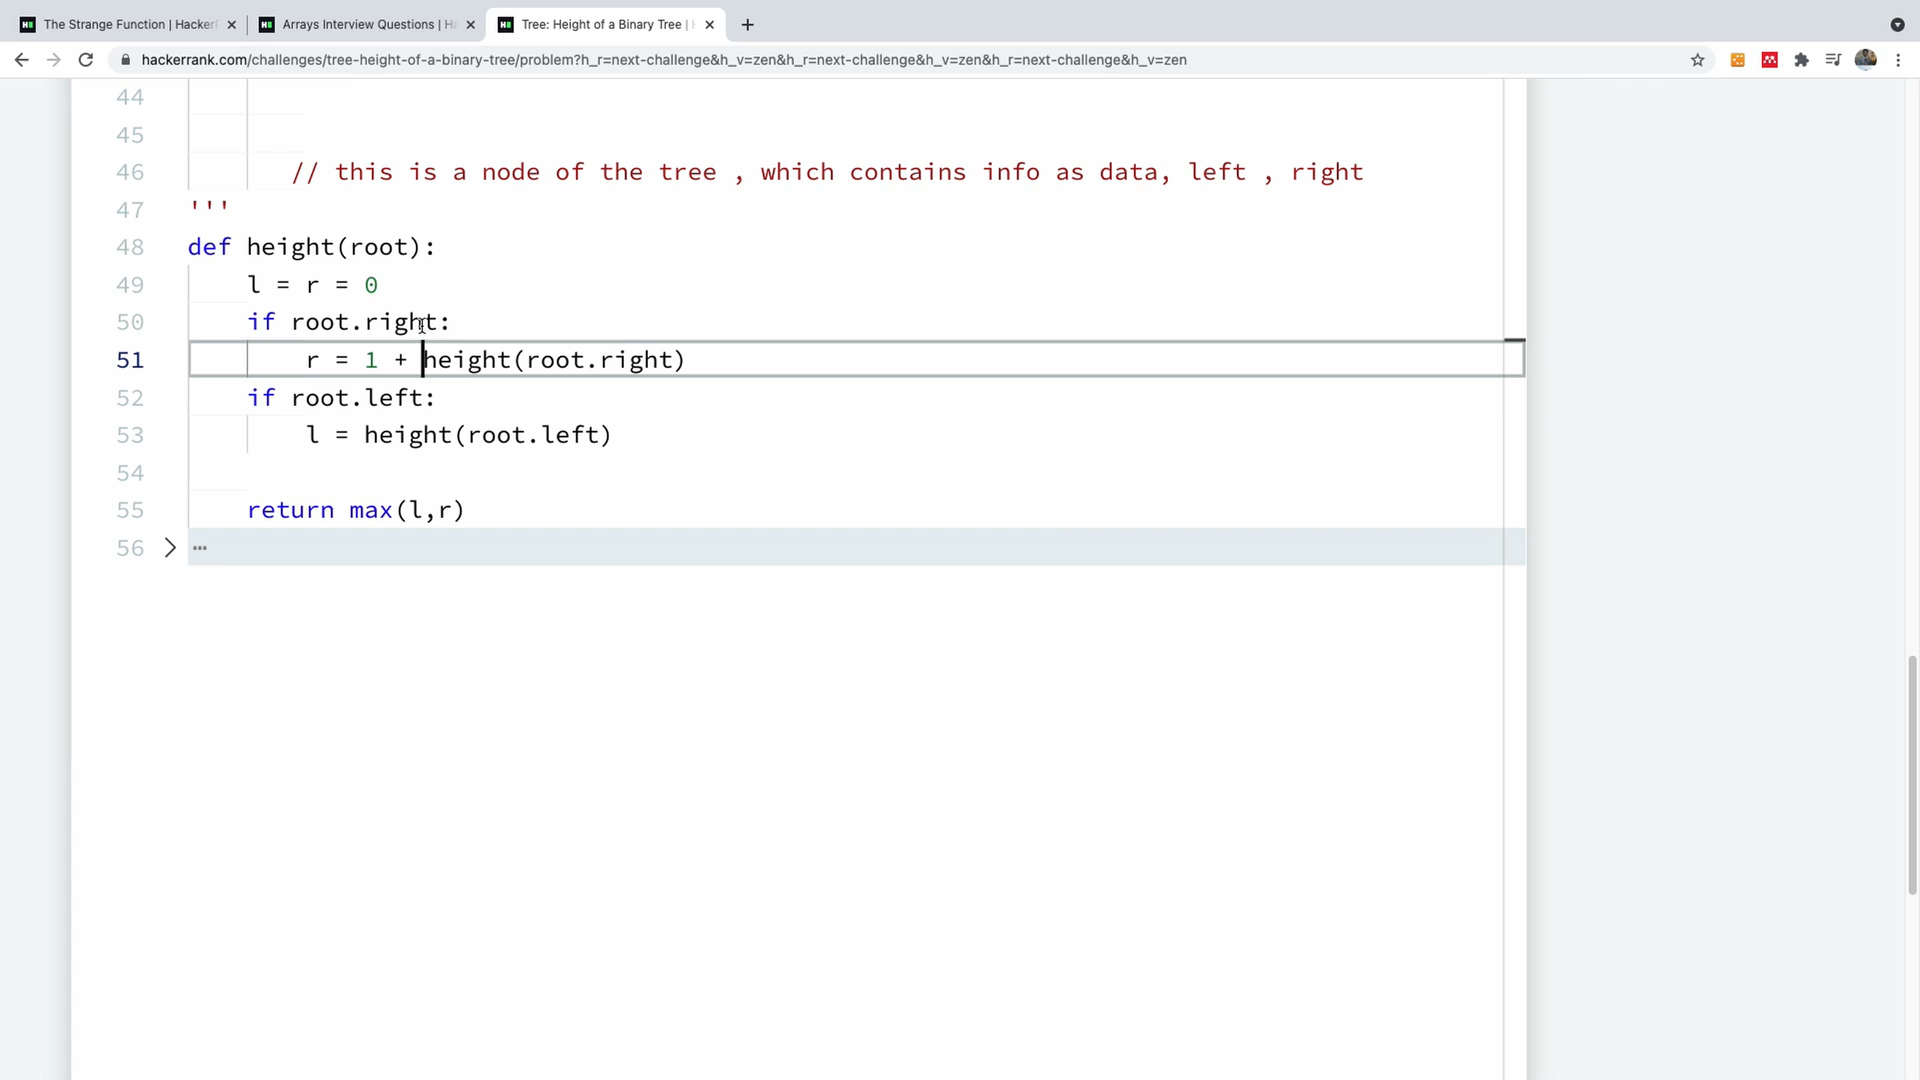 The Strange Function | Hacker
Arrays Interview Questions | Ha
Tree: Height of a Binary Tree |
hackerrank.com/challenges/tree-height-of-a-binary-tree/problem?h_r=next-challenge&h_v=zen&h_r=next-challenge&h_v=zen&h_r=next-challenge&h_v=zen
44
45
46 // this is a node of the tree , which contains info as data, left , right
47 '''
48 def height(root):
49 l = r = 0
50 if root.right:
51 r = 1 + height(root.right)
52 if root.left:
53 l = height(root.left)
54
55 return max(l,r)
56 > ···